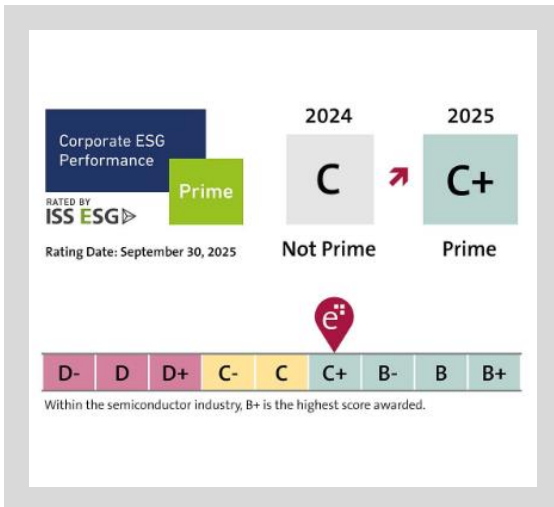 Corporate ESG
Performance
Prime
RATED BY
ISS ESG
Rating Date: September 30, 2025
2024
2025
C
C+
Not Prime
Prime
e
D-
D
D+
C-
C
C+
B-
B
B+
Within the semiconductor industry, B+ is the highest score awarded.